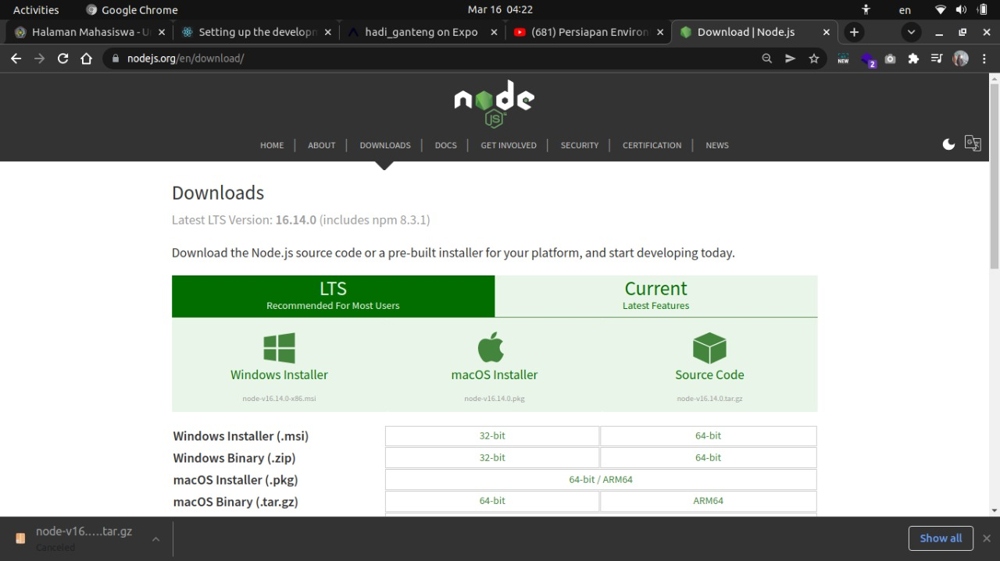 Activities Google Chrome Mar 16 04:22 en
Halaman Mahasiswa - Un Setting up the developn hadi_ganteng on Expo (681) Persiapan Environ Download | Node.js
nodejs.org/en/download/ NEW 2
node
JS
HOME ABOUT DOWNLOADS DOCS GET INVOLVED SECURITY CERTIFICATION NEWS
Downloads
Latest LTS Version: 16.14.0 (includes npm 8.3.1)
Download the Node.js source code or a pre-built installer for your platform, and start developing today.
LTS Current
Recommended For Most Users Latest Features
Windows Installer macOS Installer Source Code
node-v16.14.0-x86.msi node-v16.14.0.pkg node-v16.14.0.tar.gz
Windows Installer (.msi) 32-bit 64-bit
Windows Binary (.zip) 32-bit 64-bit
macOS Installer (.pkg) 64-bit / ARM64
macOS Binary (.tar.gz) 64-bit ARM64
node-v16.....tar.gz Show all
Canceled